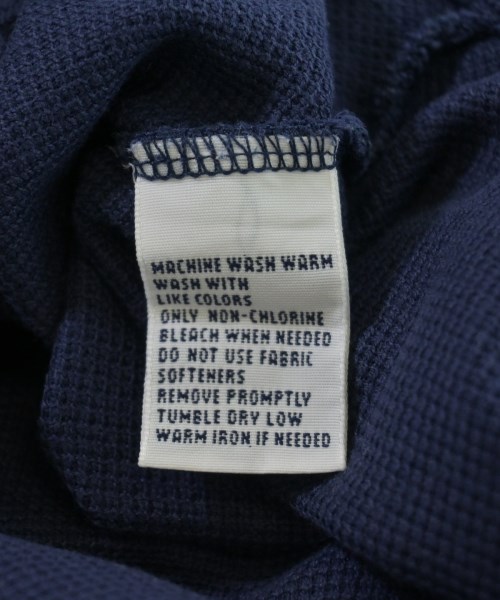 MACHINE WASH WARM
WASH WITH
LIKE COLORS
ONLY NON-CHLORINE
BLEACH WHEN NEEDED
DO NOT USE FABRIC
SOFTENERS
REMOVE PROMPTLY
TUMBLE DRY LOW
WARM IRON IF NEEDED